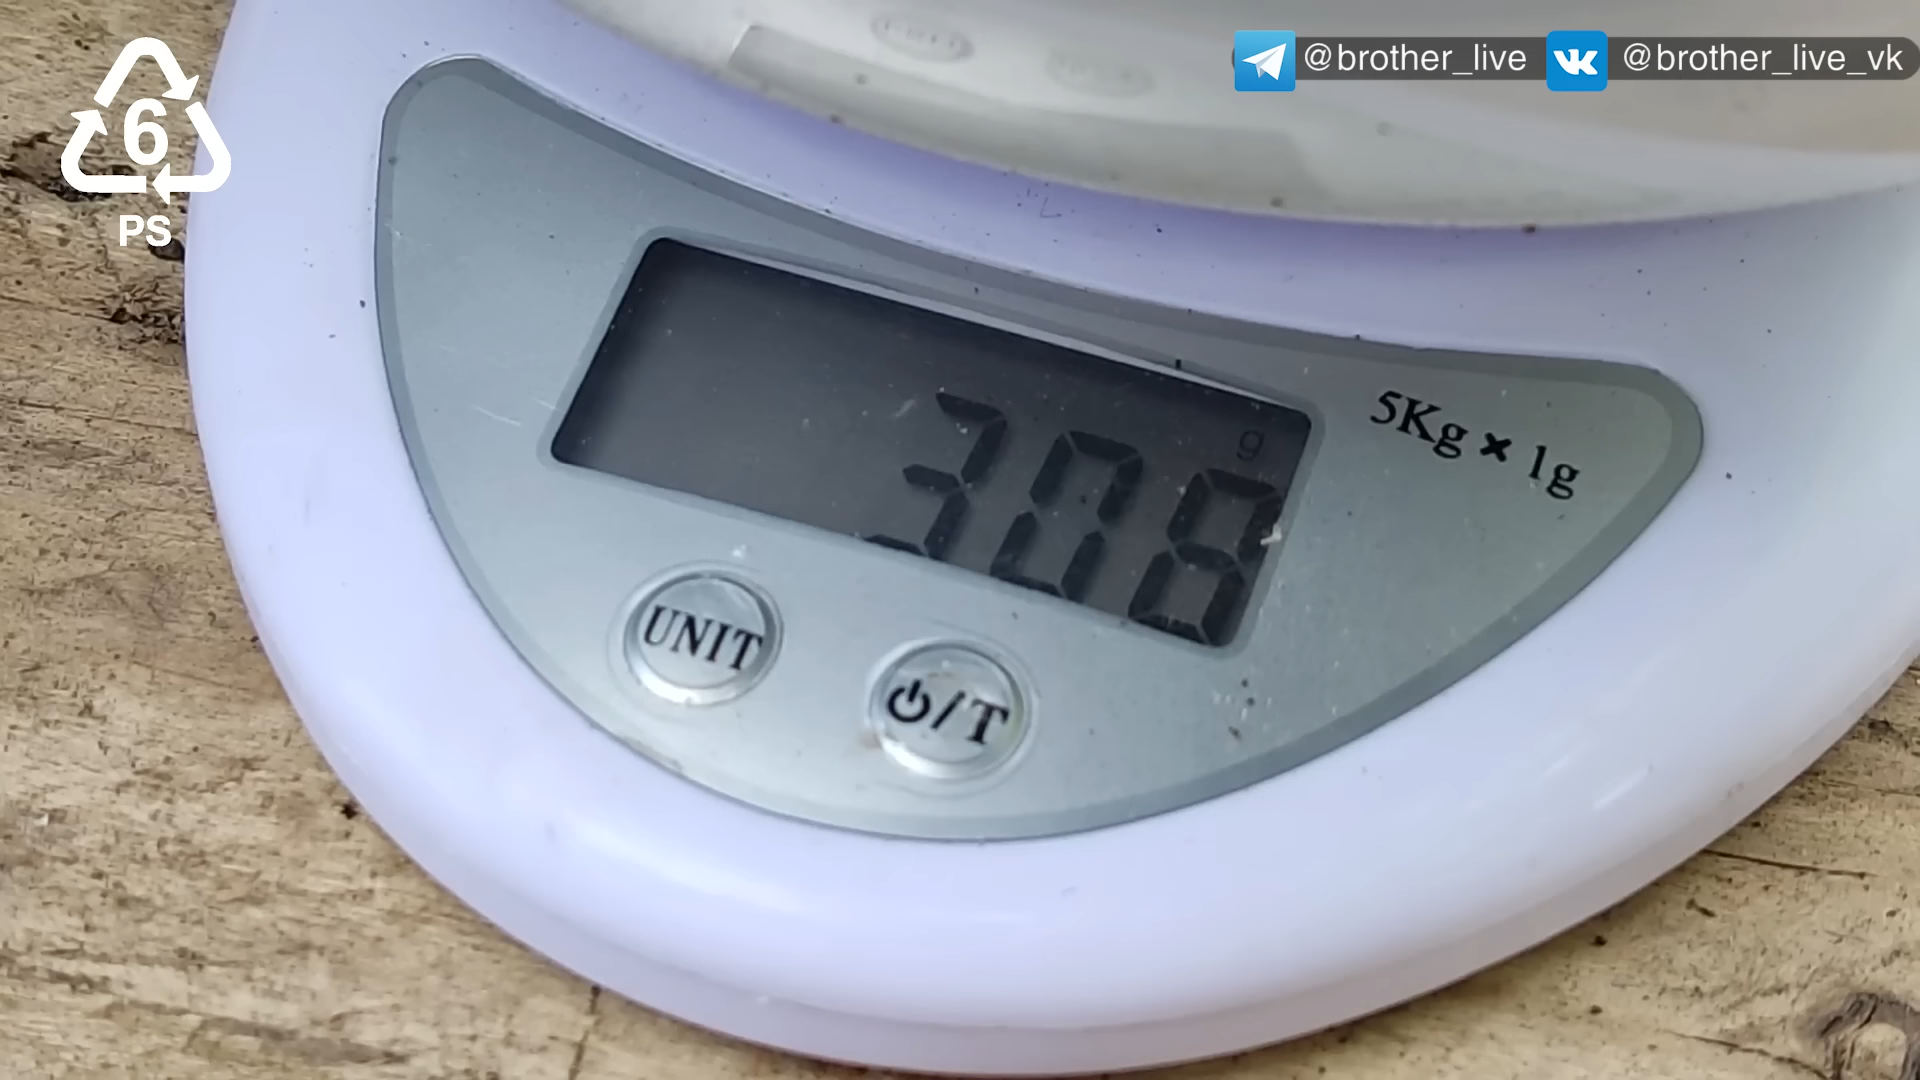 6
PS
@brother_live @brother_live_vk
5Kg × 1g
g
308
UNIT
⏻/T